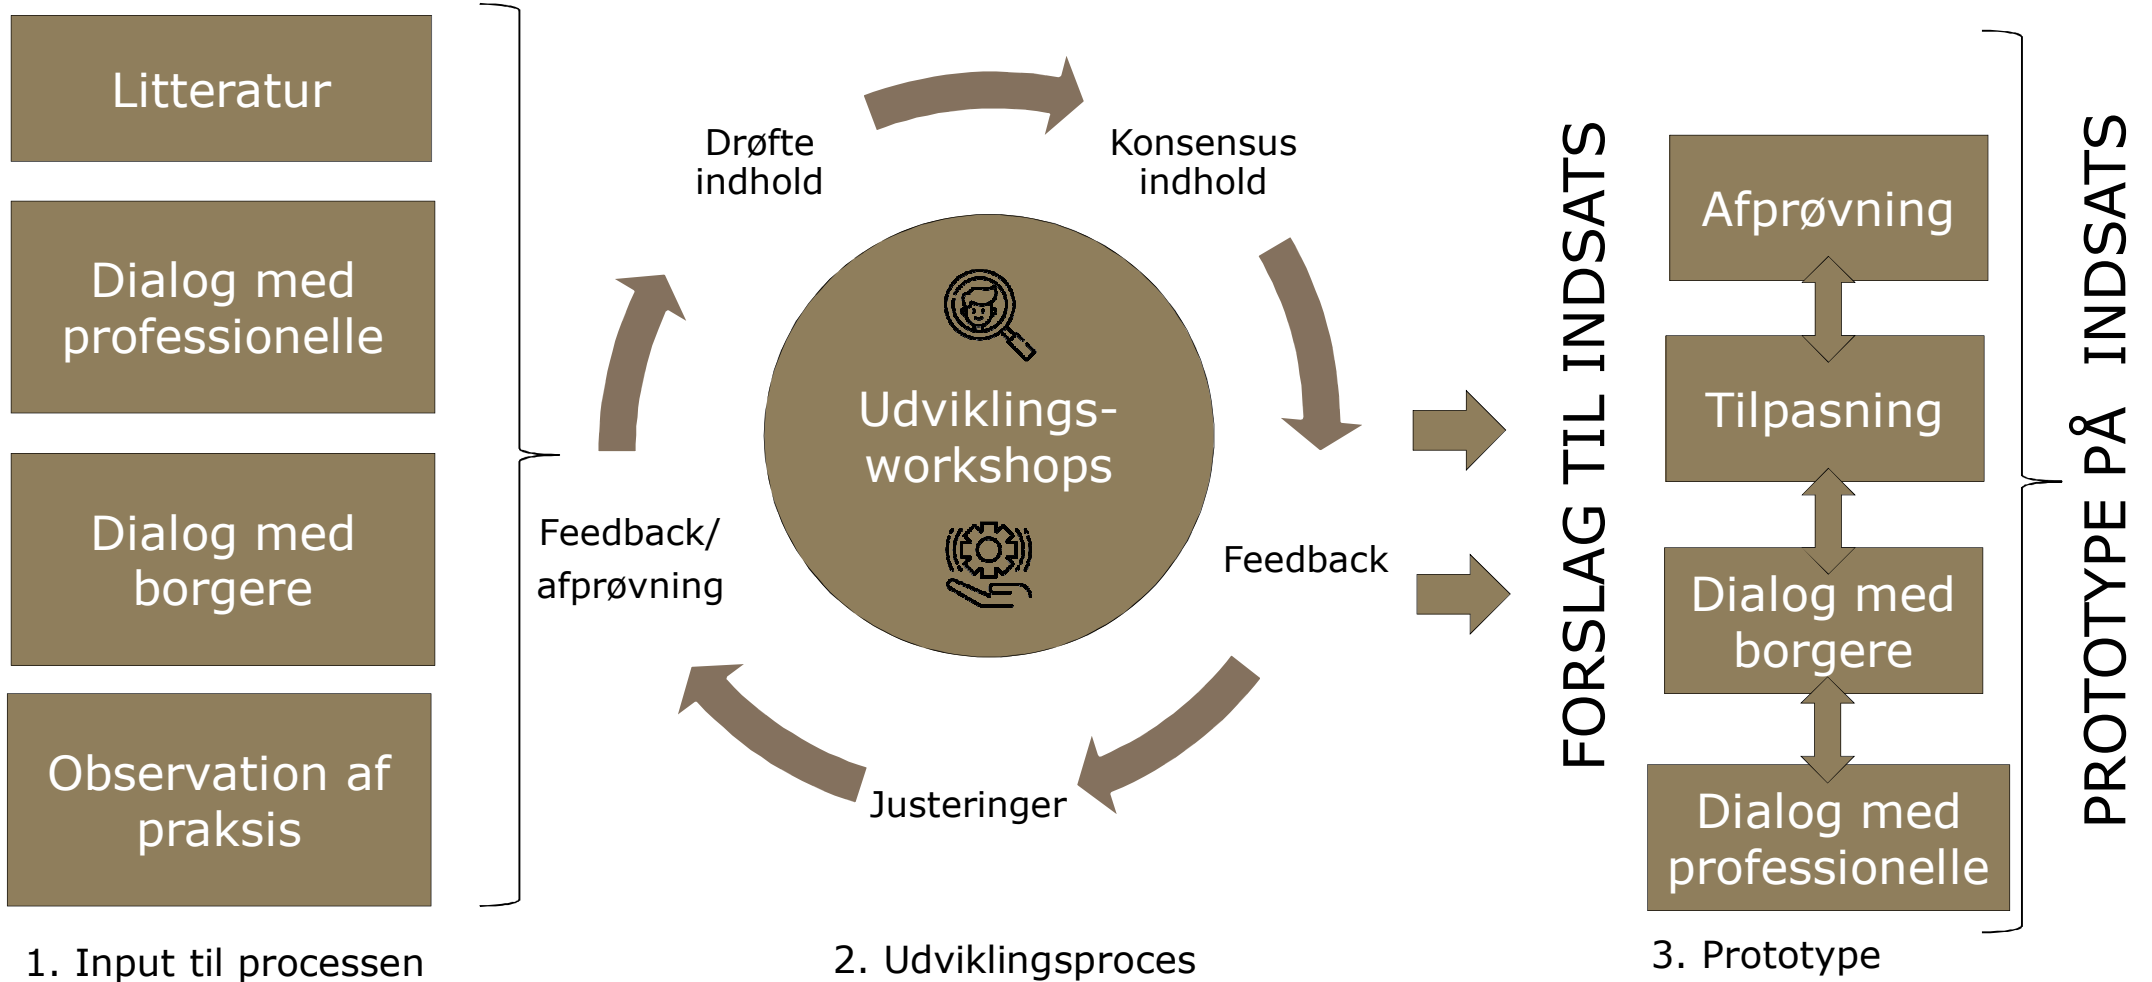 Litteratur
Dialog med
professionelle
Dialog med
borgere
Observation af
praksis
1. Input til processen
Drøfte
indhold
Konsensus
indhold
Udviklings-
workshops
Feedback/
afprøvning
Feedback
Justeringer
2. Udviklingsproces
FORSLAG TIL INDSATS
Afprøvning
Tilpasning
Dialog med
borgere
Dialog med
professionelle
3. Prototype
PROTOTYPE PÅ INDSATS